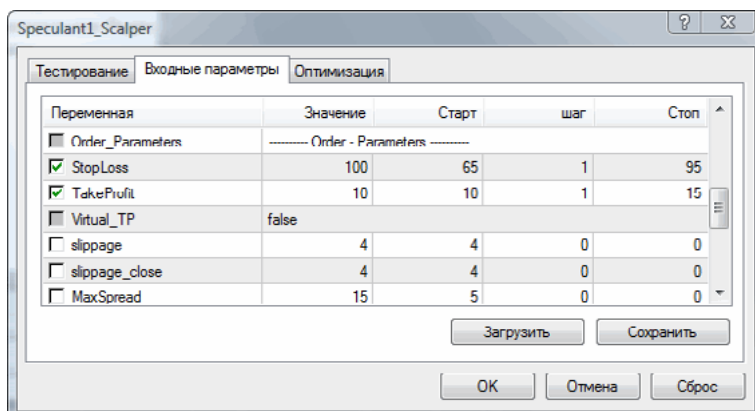 Speculant1_Scalper
Тестирование Входные параметры Оптимизация
Переменная Значение Старт шаг Стоп
Order_Parameters ---------- Order - Parameters ----------
StopLoss 100 65 1 95
TakeProfit 10 10 1 15
Virtual_TP false
slippage 4 4 0 0
slippage_close 4 4 0 0
MaxSpread 15 5 0 0
Загрузить Сохранить
OK Отмена Сброс